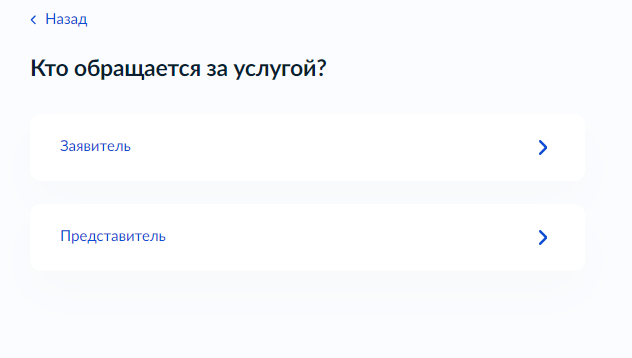 Назад
Кто обращается за услугой?
Заявитель
Представитель